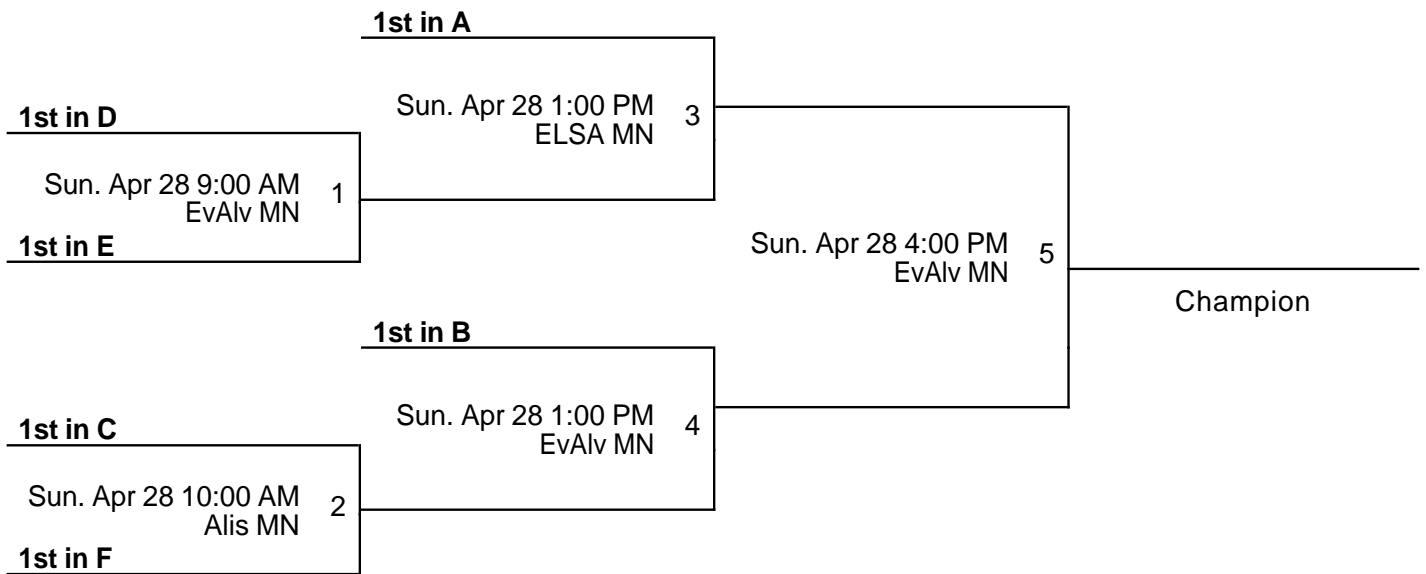 1st in A
Sun. Apr 28 1:00 PM
ELSA MN
3
1st in D
Sun. Apr 28 9:00 AM
EvAlv MN
1
1st in E
Sun. Apr 28 4:00 PM
EvAlv MN
5
Champion
1st in B
Sun. Apr 28 1:00 PM
EvAlv MN
4
1st in C
Sun. Apr 28 10:00 AM
Alis MN
2
1st in F